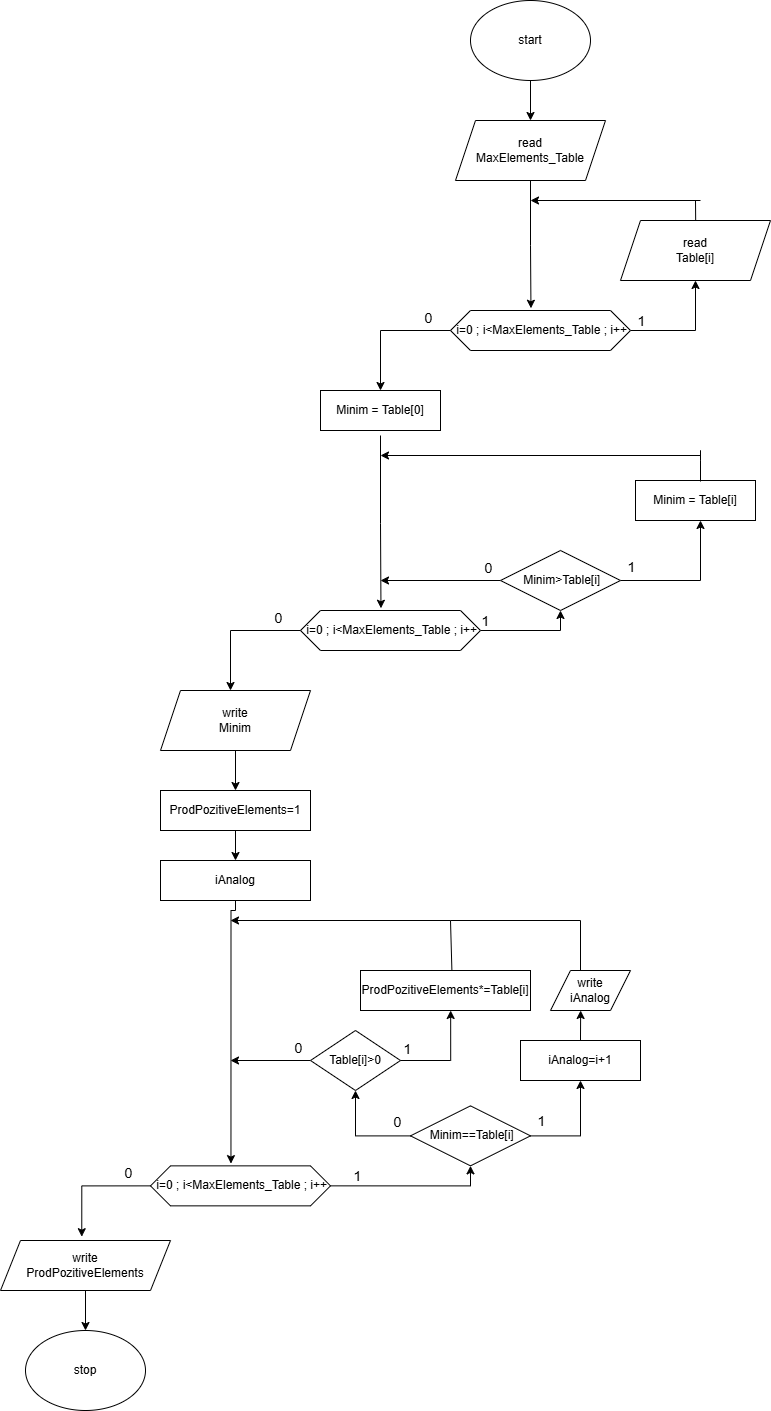 start
read
MaxElements_Table
read
Table[i]
0
1
i=0 ; i<MaxElements_Table ; i++
Minim = Table[0]
Minim = Table[i]
0
1
Minim>Table[i]
0
1
i=0 ; i<MaxElements_Table ; i++
write
Minim
ProdPozitiveElements=1
iAnalog
ProdPozitiveElements*=Table[i]
write
iAnalog
0
1
Table[i]>0
iAnalog=i+1
0
1
Minim==Table[i]
0
1
i=0 ; i<MaxElements_Table ; i++
write
ProdPozitiveElements
stop